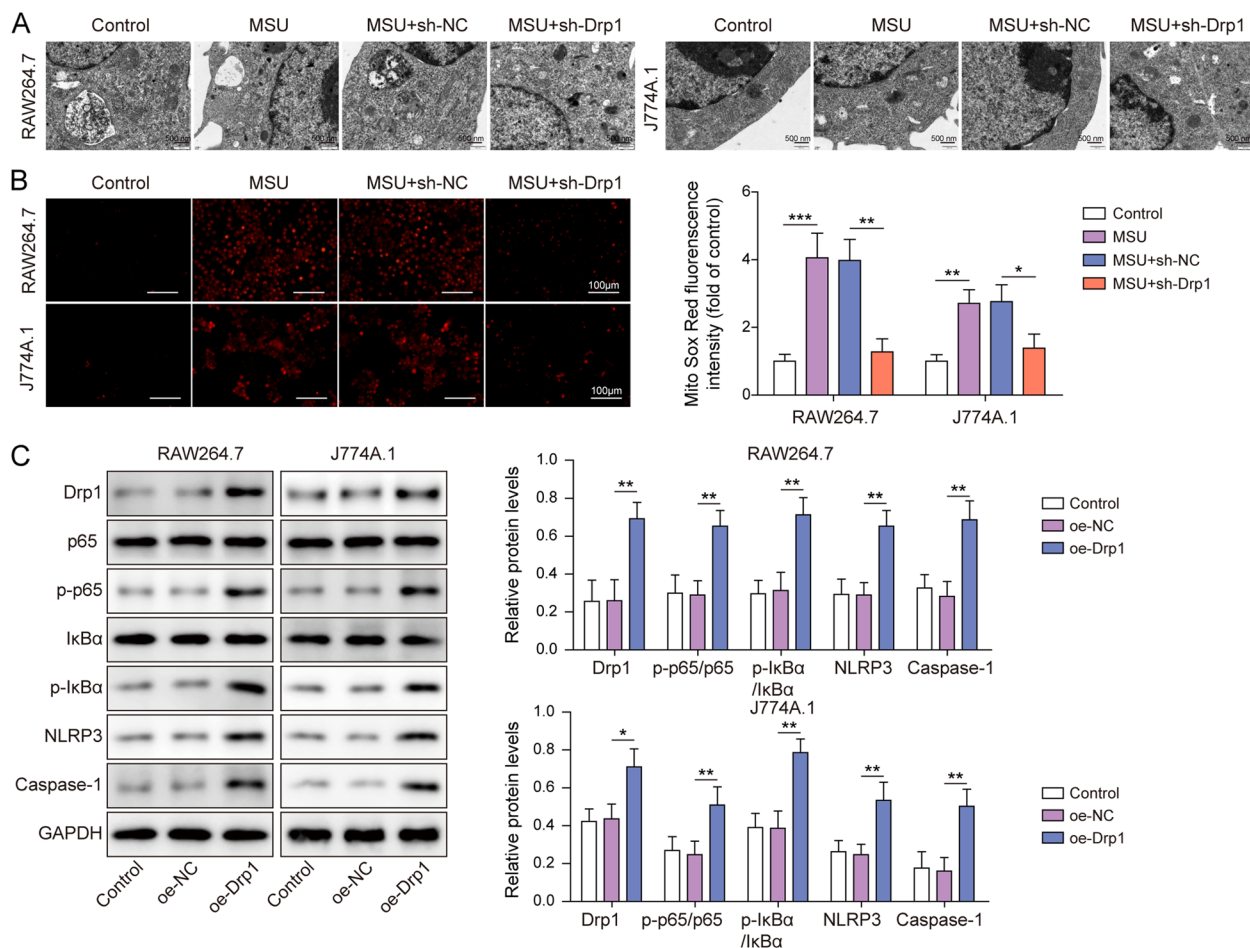 A
Control MSU MSU+sh-NC MSU+sh-Drp1 Control MSU MSU+sh-NC MSU+sh-Drp1
RAW264.7
500 nm 500 nm 500 nm 500 nm
J774A.1
500 nm 500 nm 500 nm 500 nm
B
Control MSU MSU+sh-NC MSU+sh-Drp1
RAW264.7
100μm
J774A.1
100μm
Mito Sox Red fluorescence
intensity (fold of control)
6
4
2
0
*** ** ** *
RAW264.7 J774A.1
Control
MSU
MSU+sh-NC
MSU+sh-Drp1
C
RAW264.7 J774A.1
Drp1
p65
p-p65
IκBα
p-IκBα
NLRP3
Caspase-1
GAPDH
Control oe-NC oe-Drp1 Control oe-NC oe-Drp1
RAW264.7
Relative protein levels
1.0
0.8
0.6
0.4
0.2
0.0
** ** ** ** **
Drp1 p-p65/p65 p-IκBα NLRP3 Caspase-1
/IκBα
Control
oe-NC
oe-Drp1
J774A.1
Relative protein levels
1.0
0.8
0.6
0.4
0.2
0.0
* ** ** ** **
Drp1 p-p65/p65 p-IκBα NLRP3 Caspase-1
/IκBα
Control
oe-NC
oe-Drp1